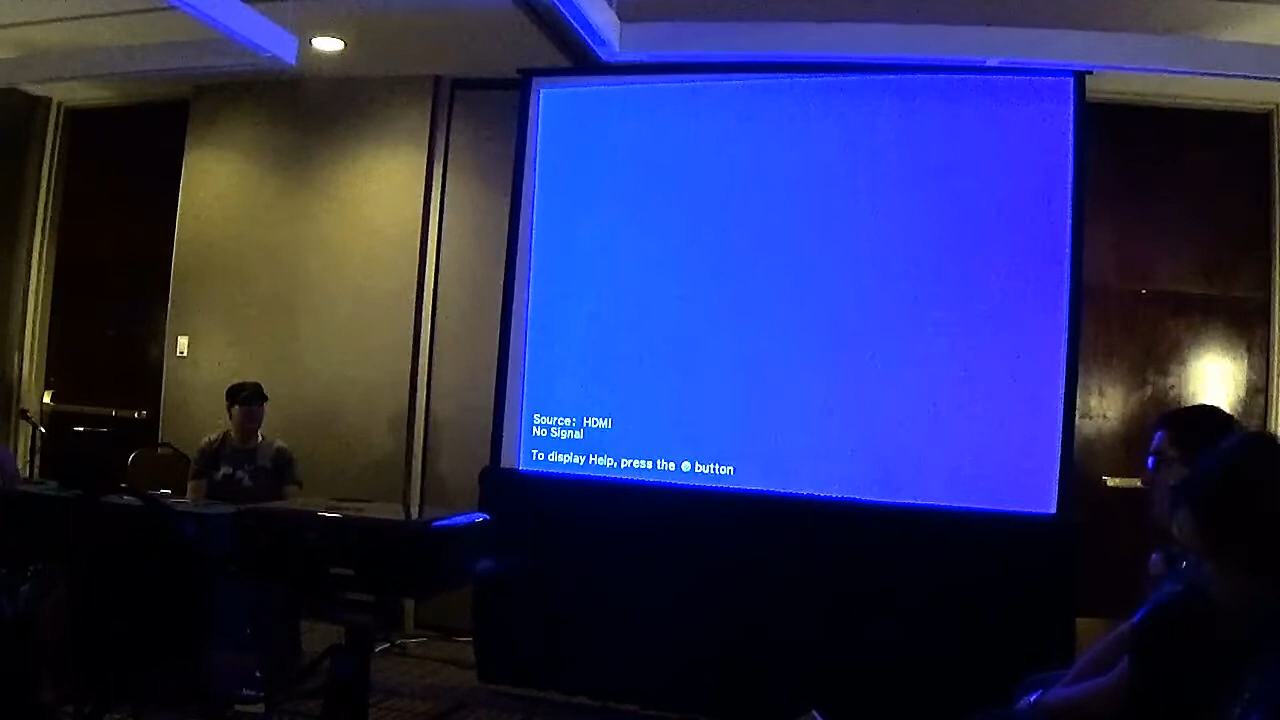 Source: HDMI
No Signal
To display Help, press the button